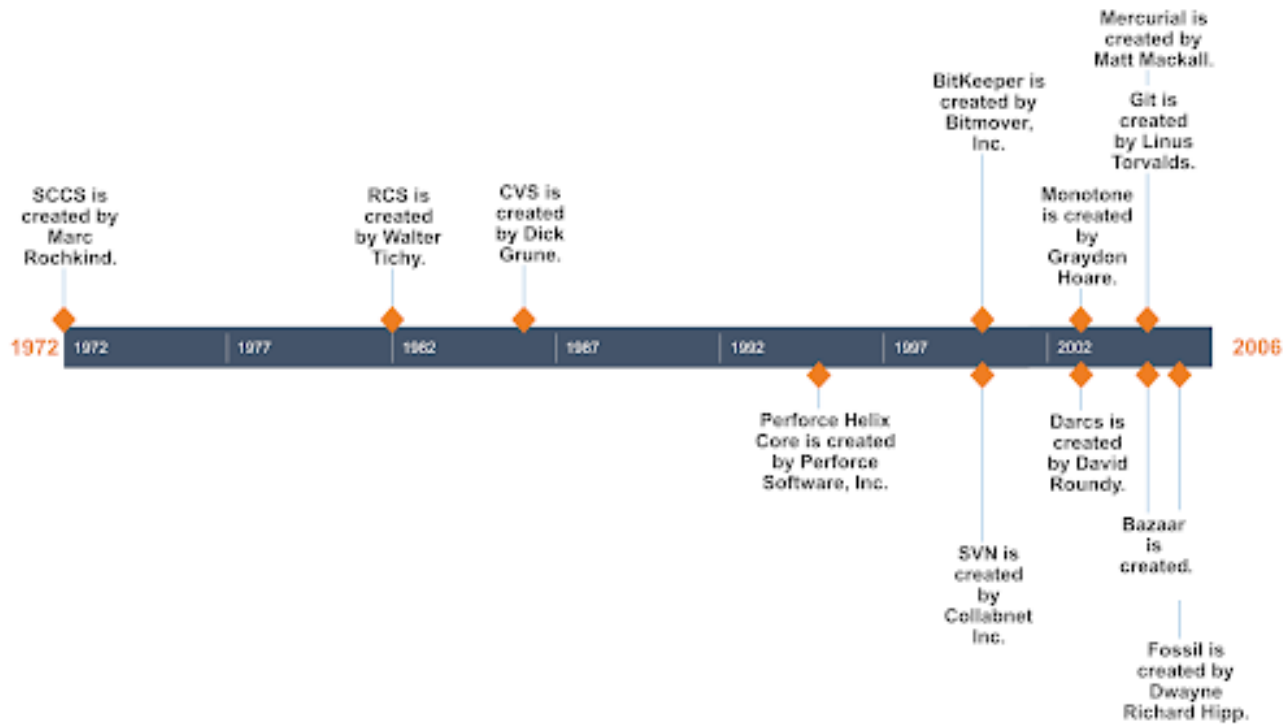 Mercurial is
created by
Matt Mackall.
BitKeeper is
created by
Bitmover,
Inc.
Git is
created
by Linus
Torvalds.
SCCS is
created by
Marc
Rochkind.
RCS is
created
by Walter
Tichy.
CVS is
created
by Dick
Grune.
Monotone
is created
by
Graydon
Hoare.
1972
1972
1977
1982
1987
1992
1997
2002
2006
Perforce Helix
Core is created
by Perforce
Software, Inc.
Darcs is
created
by David
Roundy.
SVN is
created
by
Collabnet
Inc.
Bazaar
is
created.
Fossil is
created by
Dwayne
Richard Hipp.